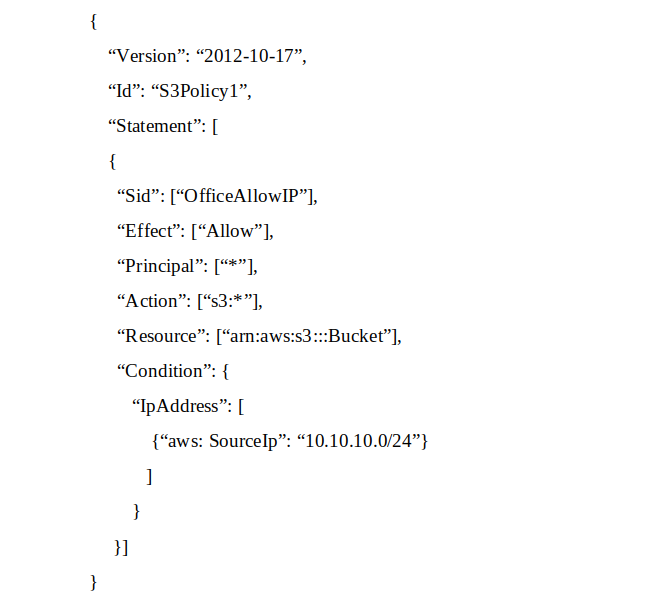 {
“Version”: “2012-10-17”,
“Id”: “S3Policy1”,
“Statement”: [
{
“Sid”: [“OfficeAllowIP”],
“Effect”: [“Allow”],
“Principal”: [“*”],
“Action”: [“s3:*”],
“Resource”: [“arn:aws:s3:::Bucket”],
“Condition”: {
“IpAddress”: [
{“aws: SourceIp”: “10.10.10.0/24”}
]
}
}]
}